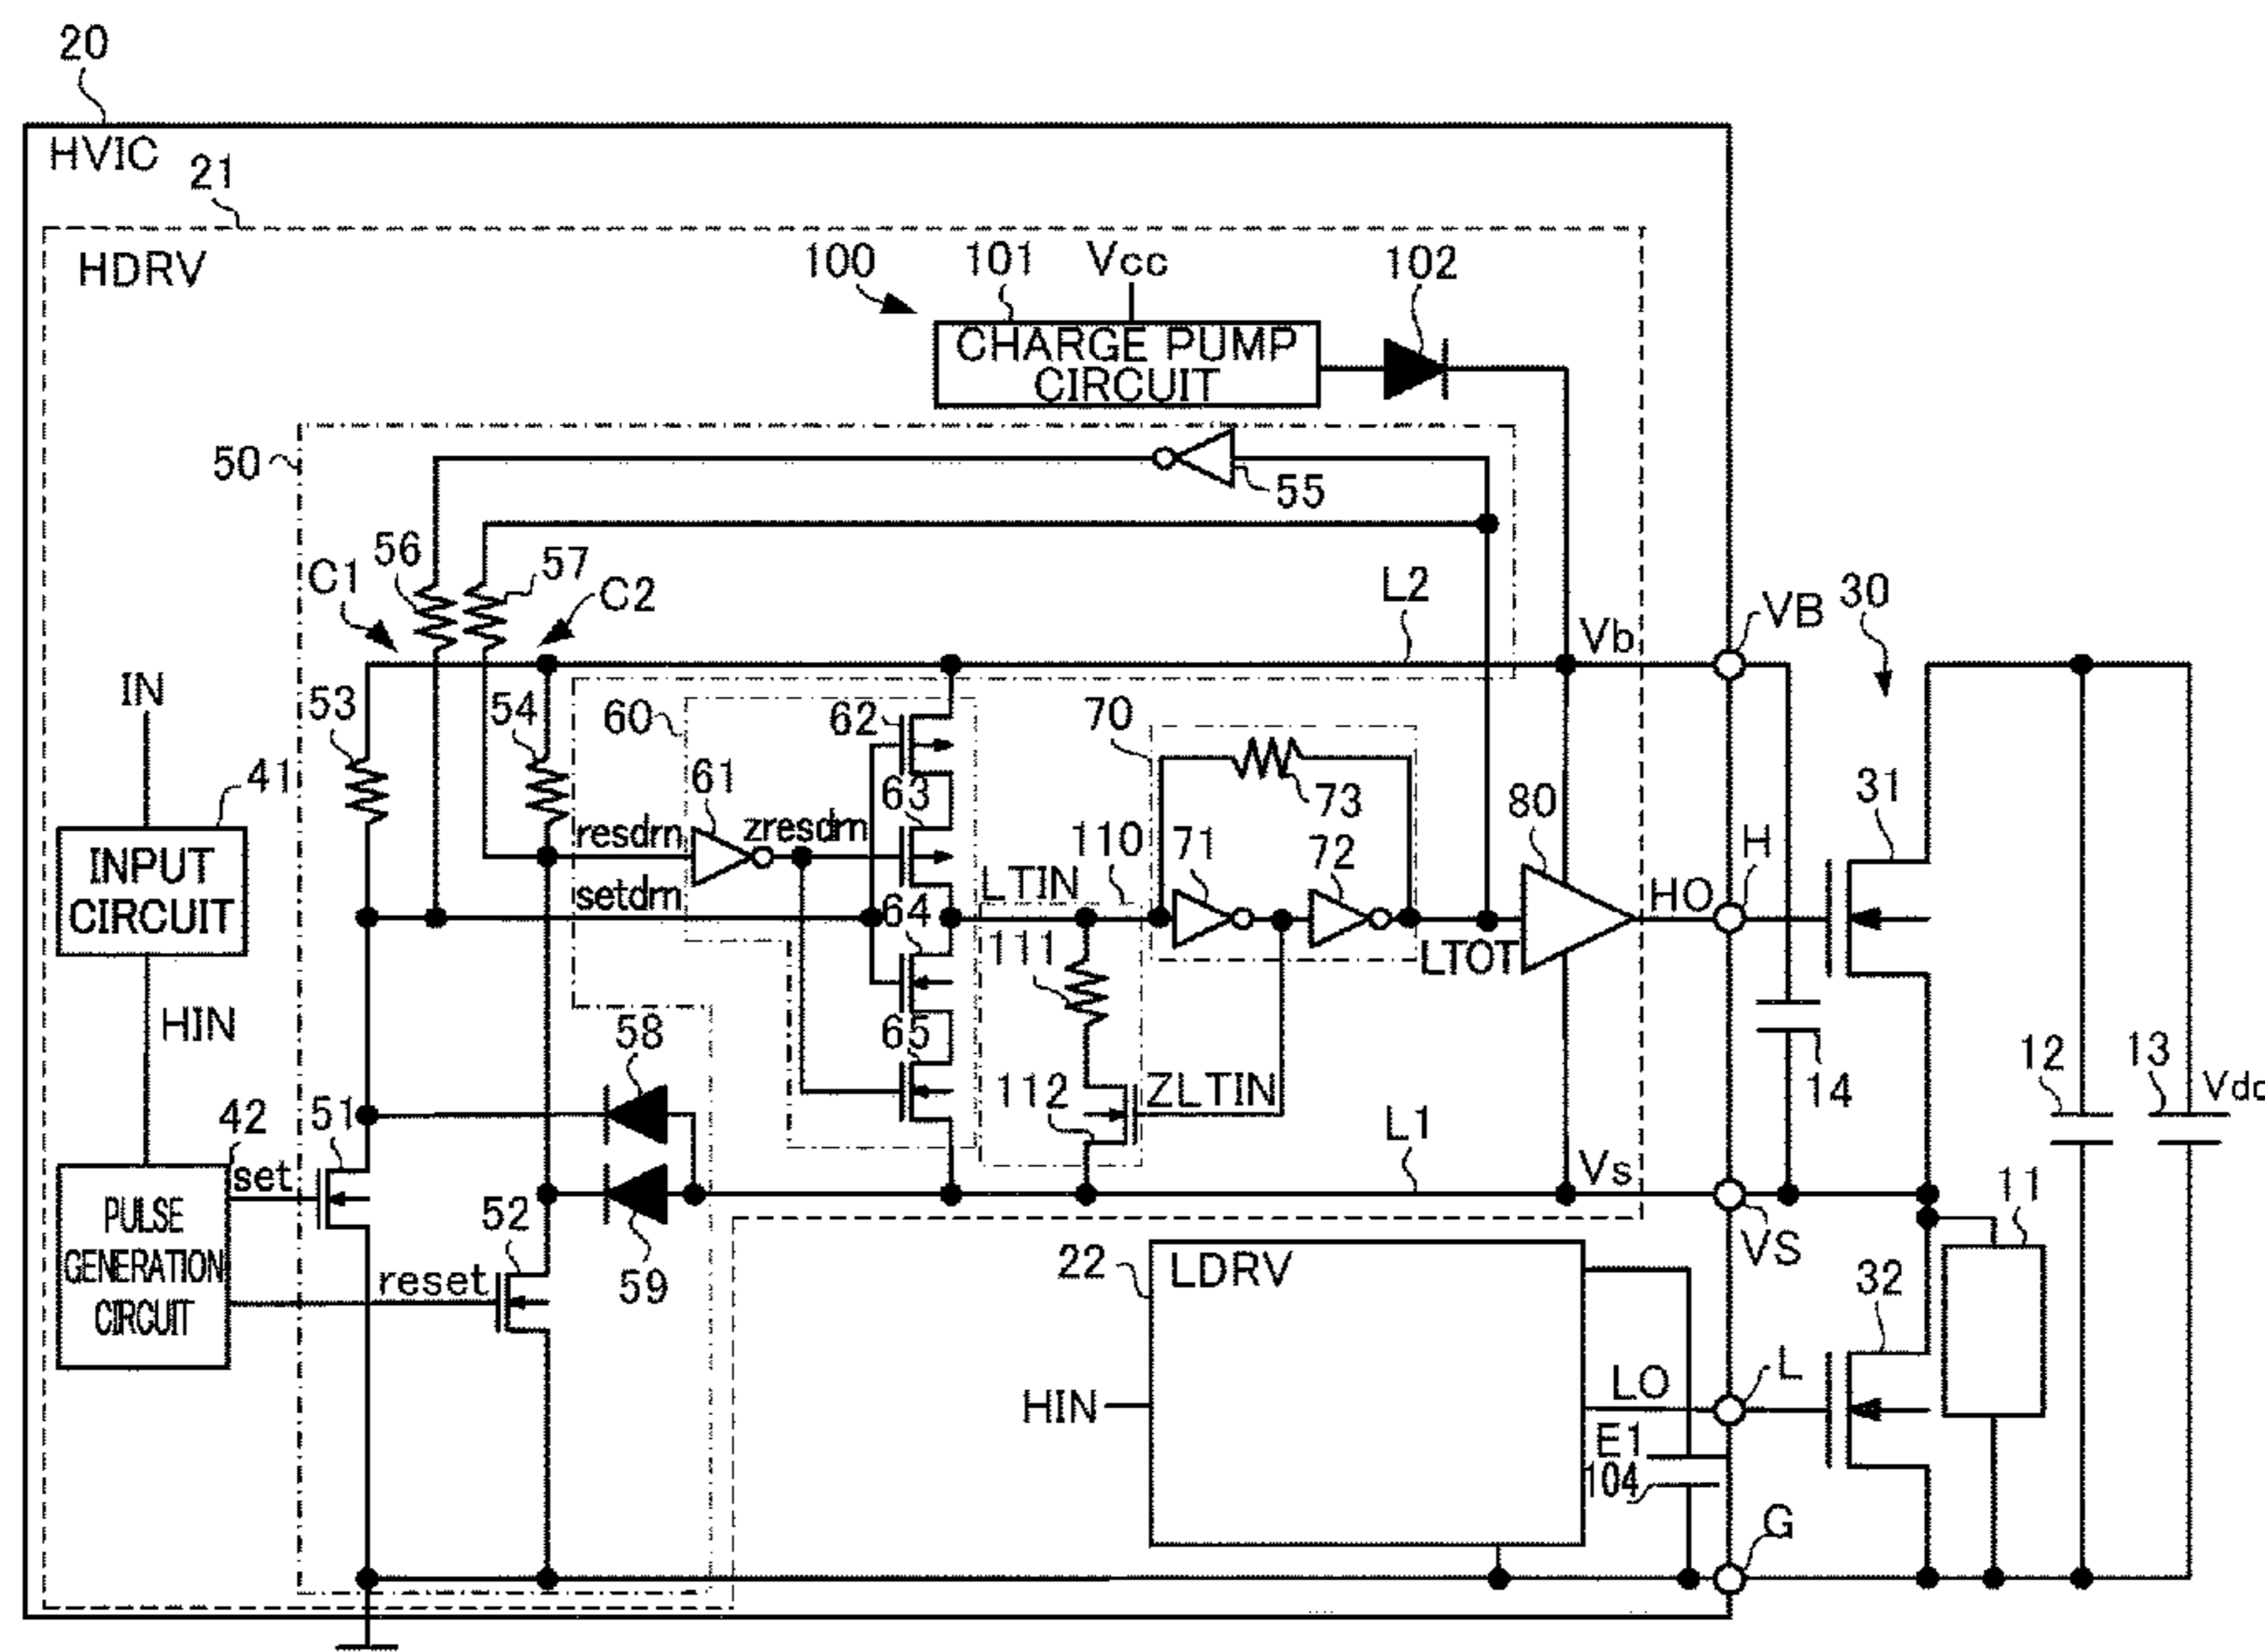 20
HVIC
21
HDRV
100
101
Vcc
102
CHARGE PUMP
CIRCUIT
50
55
56
57
C1
C2
L2
Vb
VB
30
IN
53
54
60
62
70
41
61
63
73
80
31
resdrn
zresdrn
110
71
72
H
INPUT
CIRCUIT
setdrn
LTIN
HO
64
111
LTOT
HIN
58
65
112
ZLTIN
14
12
13
Vdc
42
51
L1
set
Vs
11
PULSE
GENERATION
CIRCUIT
52
VS
reset
59
22
LDRV
32
HIN
LO
L
E1
104
G